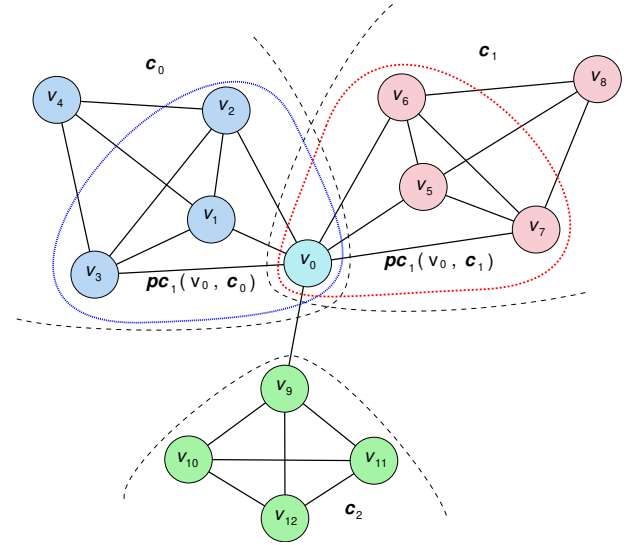 c₁
c₀
v₈
v₄
v₆
v₂
v₅
v₁
v₇
v₀
v₃
pc₁(v₀, c₁)
pc₁(v₀, c₀)
v₉
v₁₀
v₁₁
c₂
v₁₂